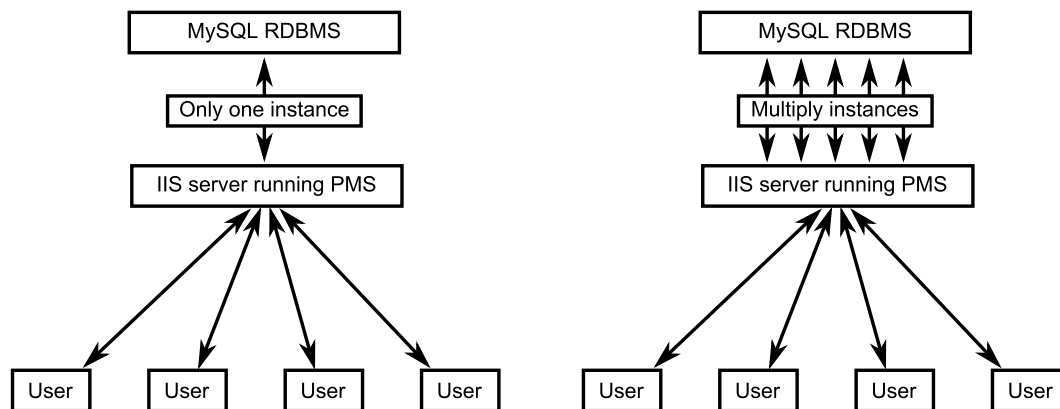 MySQL RDBMS
Only one instance
IIS server running PMS
User User User User
MySQL RDBMS
Multiply instances
IIS server running PMS
User User User User